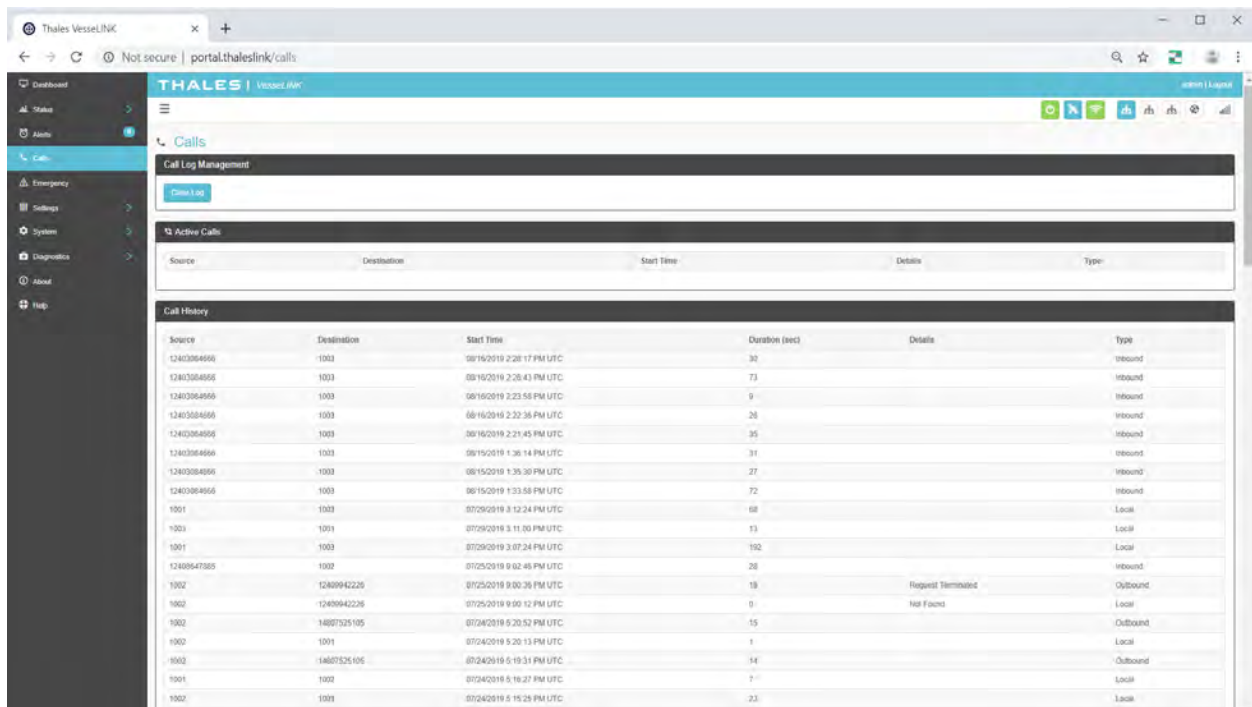 Thales VesseLINK
Not secure | portal.thaleslink/calls
Dashboard
THALES | VesseLINK
admin | Logout
Status
Alerts
Calls
Calls
Call Log Management
Emergency
Clear Log
Settings
System
Active Calls
Diagnostics
Source Destination Start Time Details Type
About
Help
Call History
Source Destination Start Time Duration (sec) Details Type
1003 08/16/2019 2:28:17 PM UTC Inbound
1003 08/16/2019 2:26:43 PM UTC 73 Inbound
1003 08/16/2019 2:23:58 PM UTC 9 Inbound
1003 08/16/2019 2:22:36 PM UTC 26 Inbound
1003 08/16/2019 2:21:45 PM UTC 35 Inbound
1003 08/15/2019 1:36:14 PM UTC 31 Inbound
1003 08/15/2019 1:35:30 PM UTC 27 Inbound
1003 08/15/2019 1:33:58 PM UTC 72 Inbound
1001 1003 07/29/2019 3:12:24 PM UTC 68 Local
1003 1001 07/29/2019 3:11:00 PM UTC 13 Local
1001 1003 07/29/2019 3:07:24 PM UTC 192 Local
1002 07/25/2019 9:02:46 PM UTC 28 Inbound
1002 12409942226 07/25/2019 9:00:36 PM UTC 18 Request Terminated Outbound
1002 12409942226 07/25/2019 9:00:12 PM UTC 0 Not Found Local
1002 14807525105 07/24/2019 5:20:52 PM UTC 15 Outbound
1002 1001 07/24/2019 5:20:13 PM UTC 1 Local
1002 14807525105 07/24/2019 5:19:31 PM UTC 14 Outbound
1001 1002 07/24/2019 5:16:27 PM UTC 7 Local
1002 1001 07/24/2019 5:15:25 PM UTC 23 Local